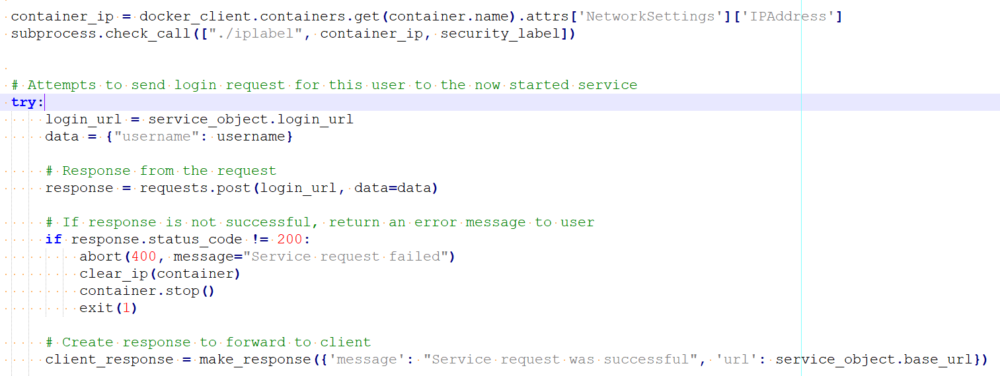 container_ip = docker_client.containers.get(container.name).attrs['NetworkSettings']['IPAddress']
subprocess.check_call(["./iplabel", container_ip, security_label])
# Attempts to send login request for this user to the now started service
try:
login_url = service_object.login_url
data = {"username": username}
# Response from the request
response = requests.post(login_url, data=data)
# If response is not successful, return an error message to user
if response.status_code != 200:
abort(400, message="Service request failed")
clear_ip(container)
container.stop()
exit(1)
# Create response to forward to client
client_response = make_response({'message': "Service request was successful", 'url': service_object.base_url})